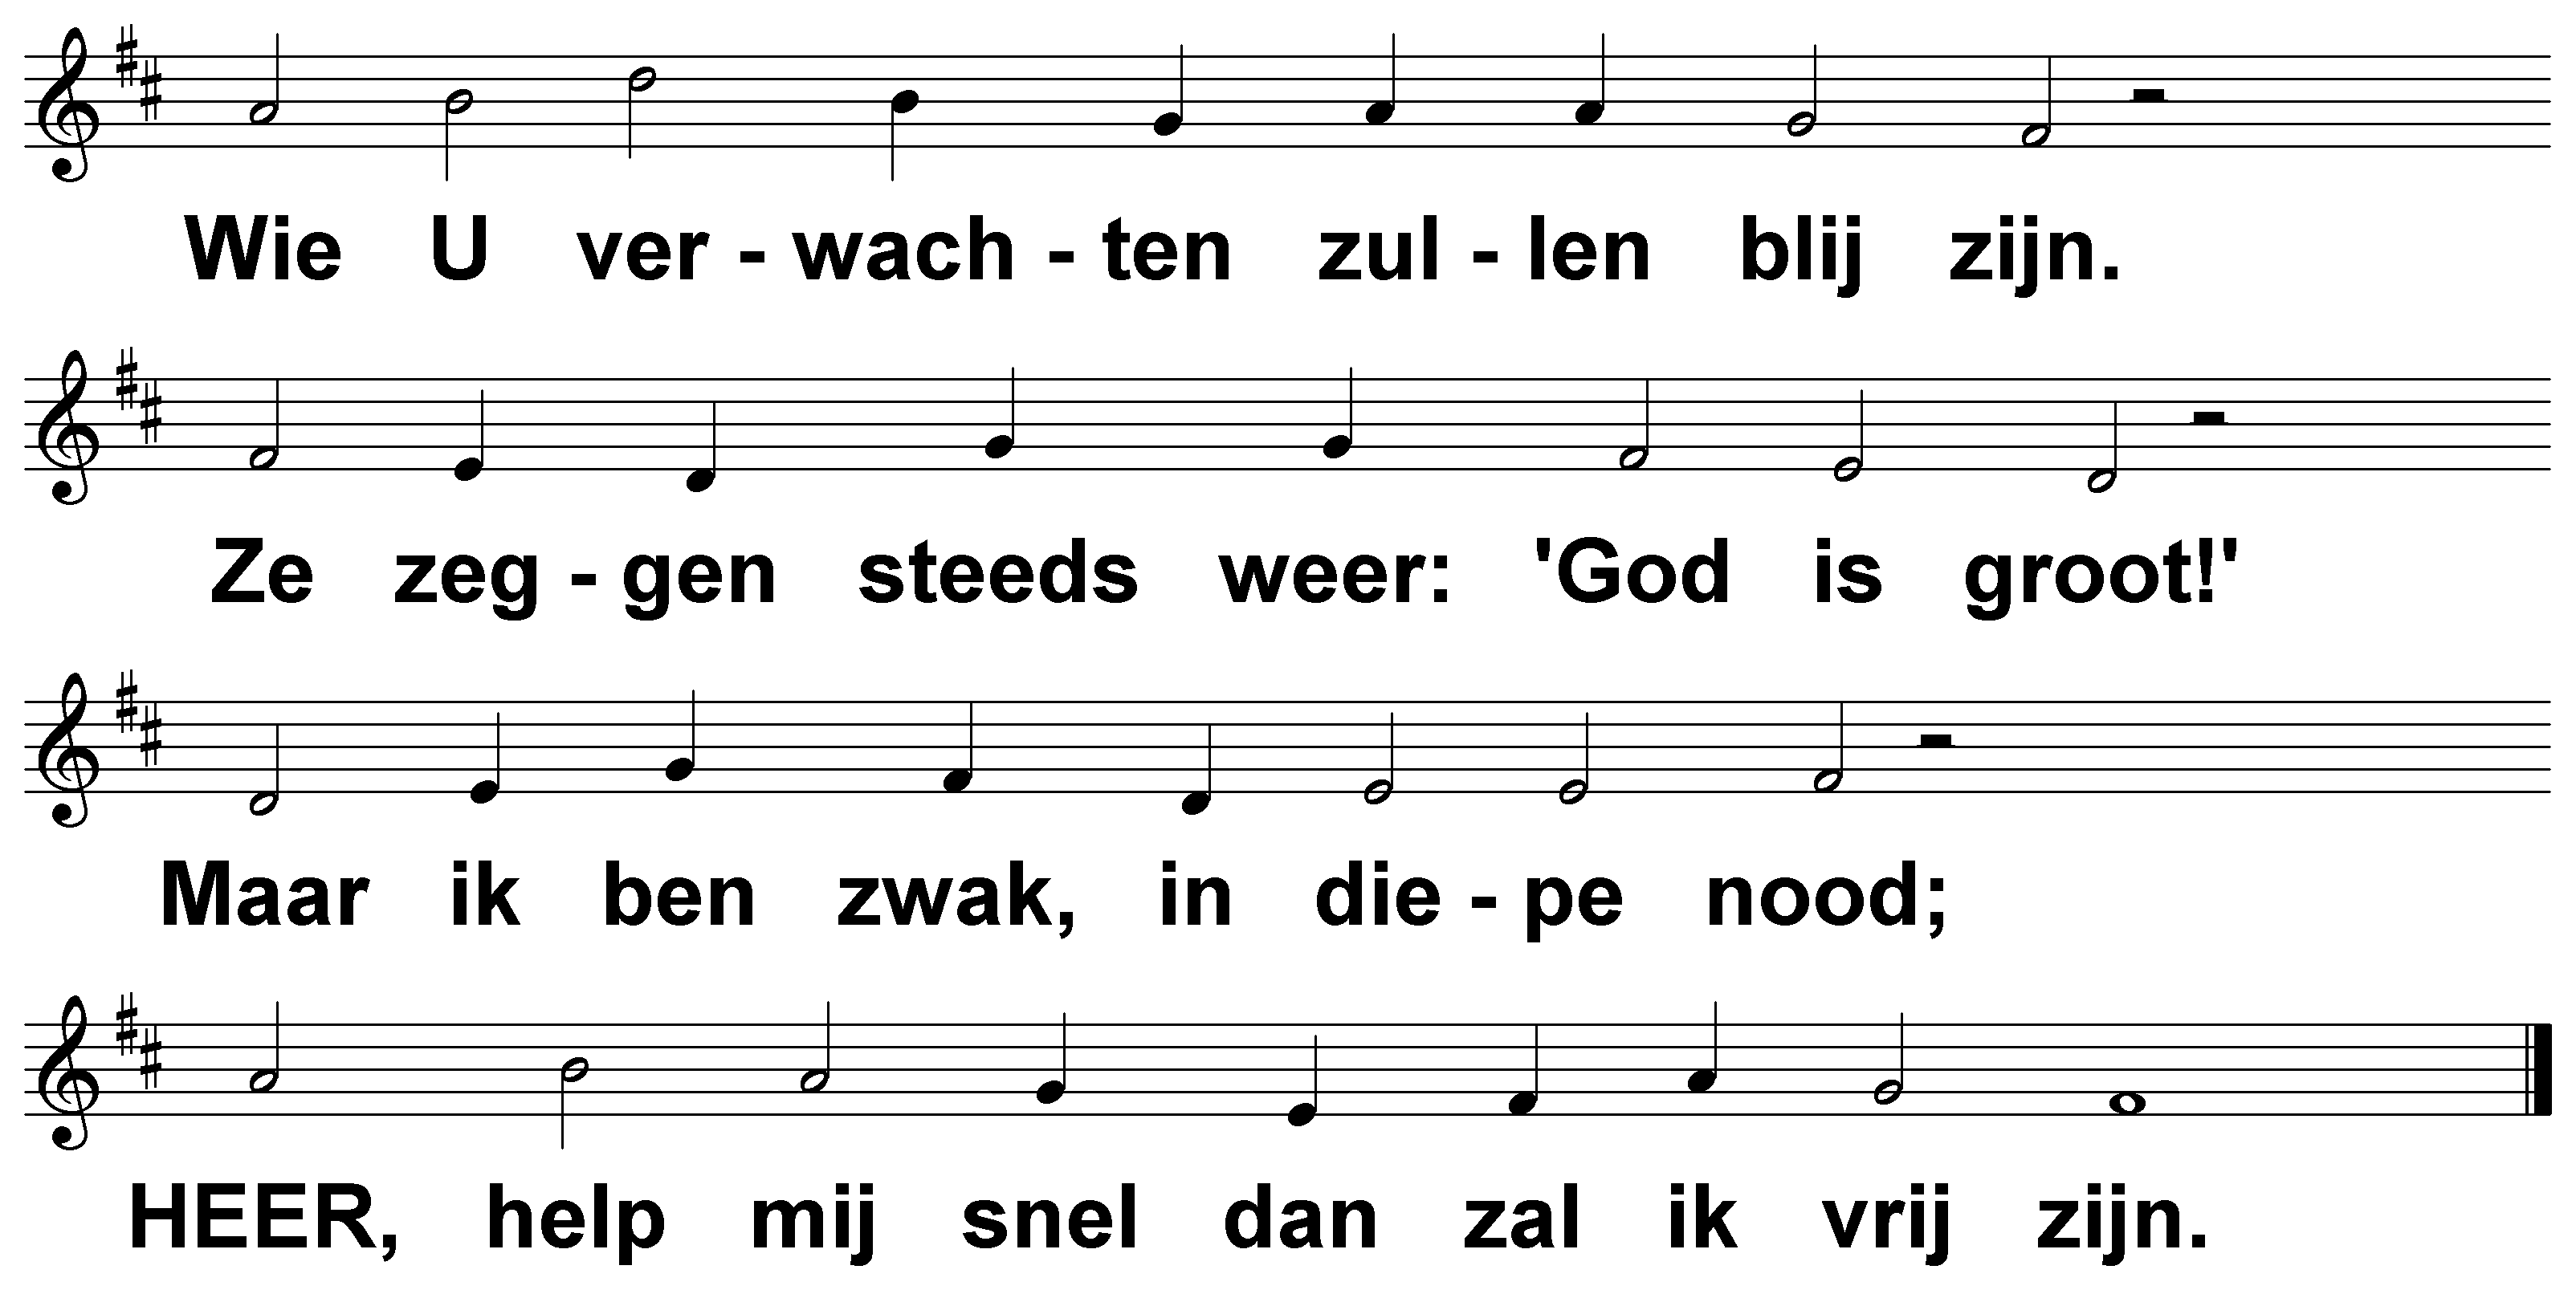 Wie U ver - wach - ten zul - len blij zijn.
Ze zeg - gen steeds weer: 'God is groot!'
Maar ik ben zwak, in die - pe nood;
HEER, help mij snel dan zal ik vrij zijn.